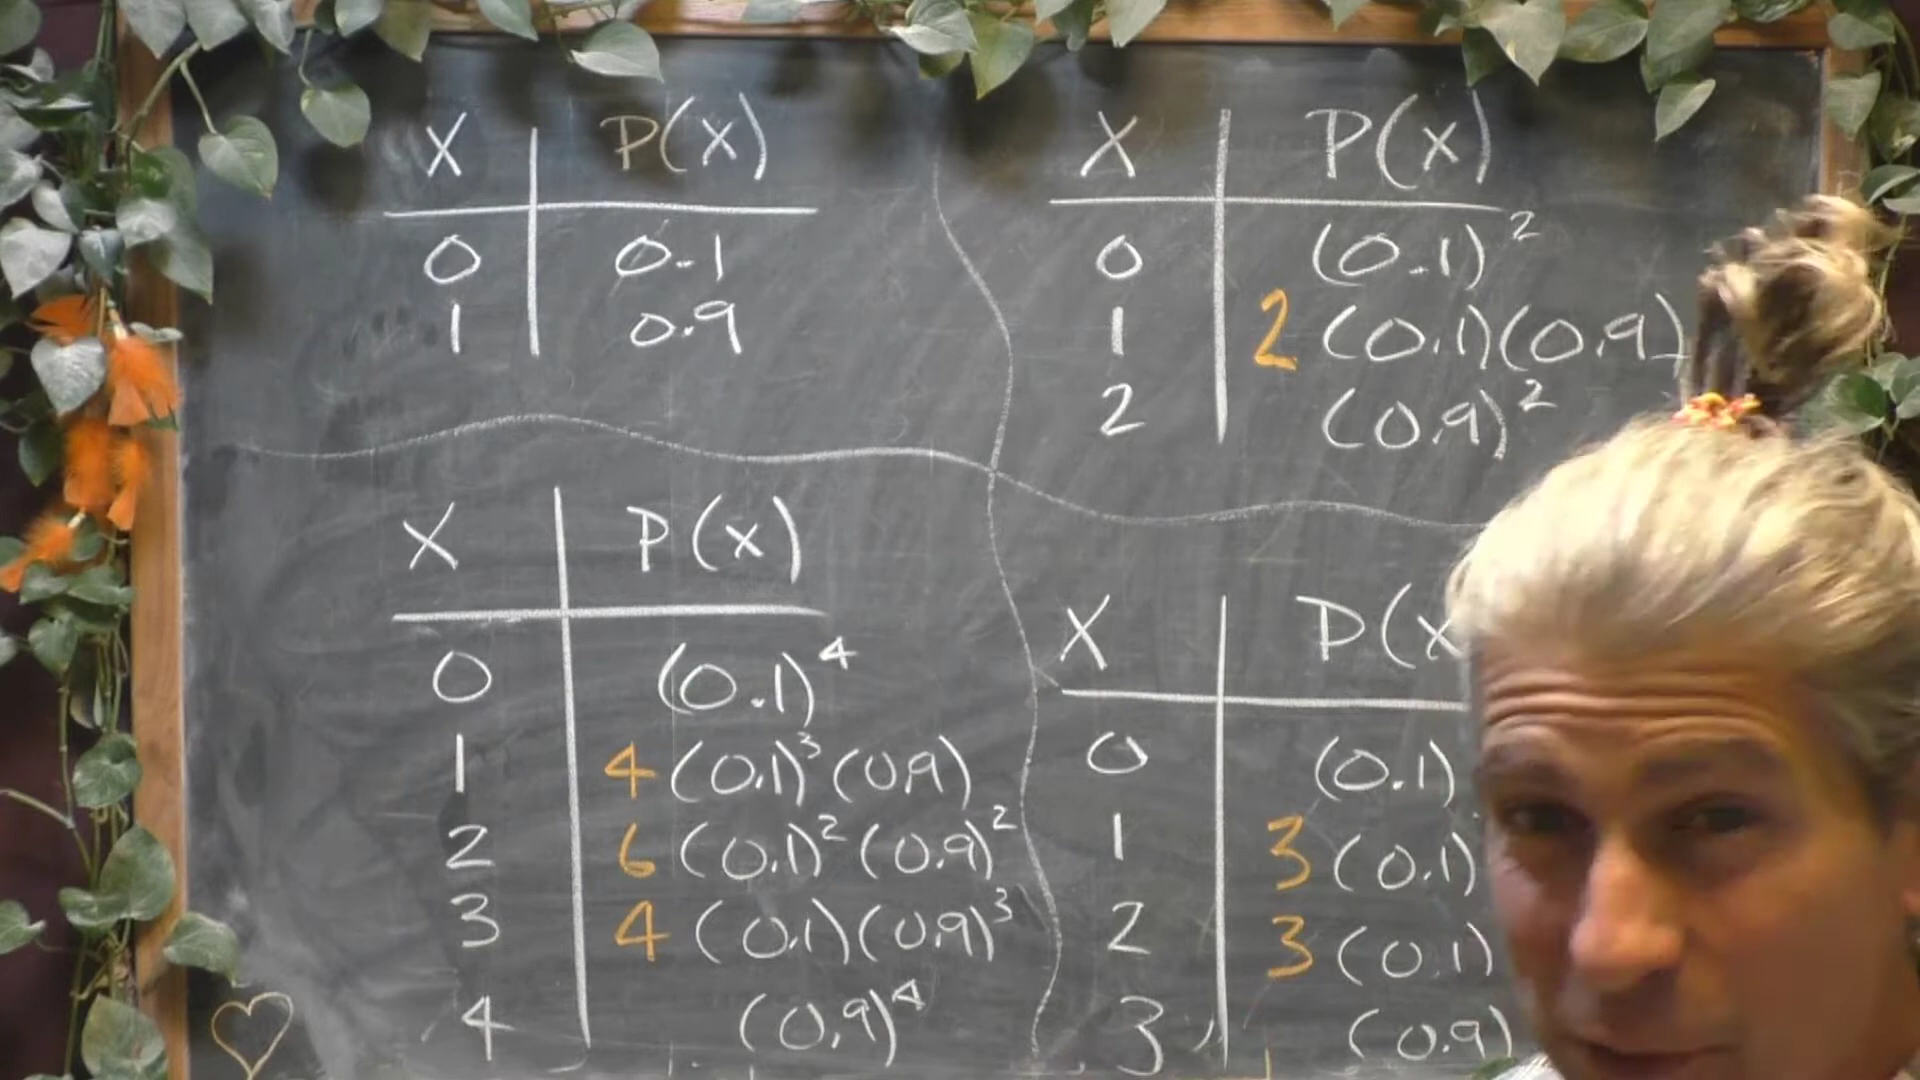 X P(x)
0 0.1
1 0.9
X P(x)
0 (0.1)²
1 2 (0.1)(0.9)
2 (0.9)²
X P(x)
0 (0.1)⁴
1 4 (0.1)³(0.9)
2 6 (0.1)²(0.9)²
3 4 (0.1)(0.9)³
4 (0.9)⁴
X P(x
0 (0.1)
1 3 (0.1)
2 3 (0.1)
3 (0.9)